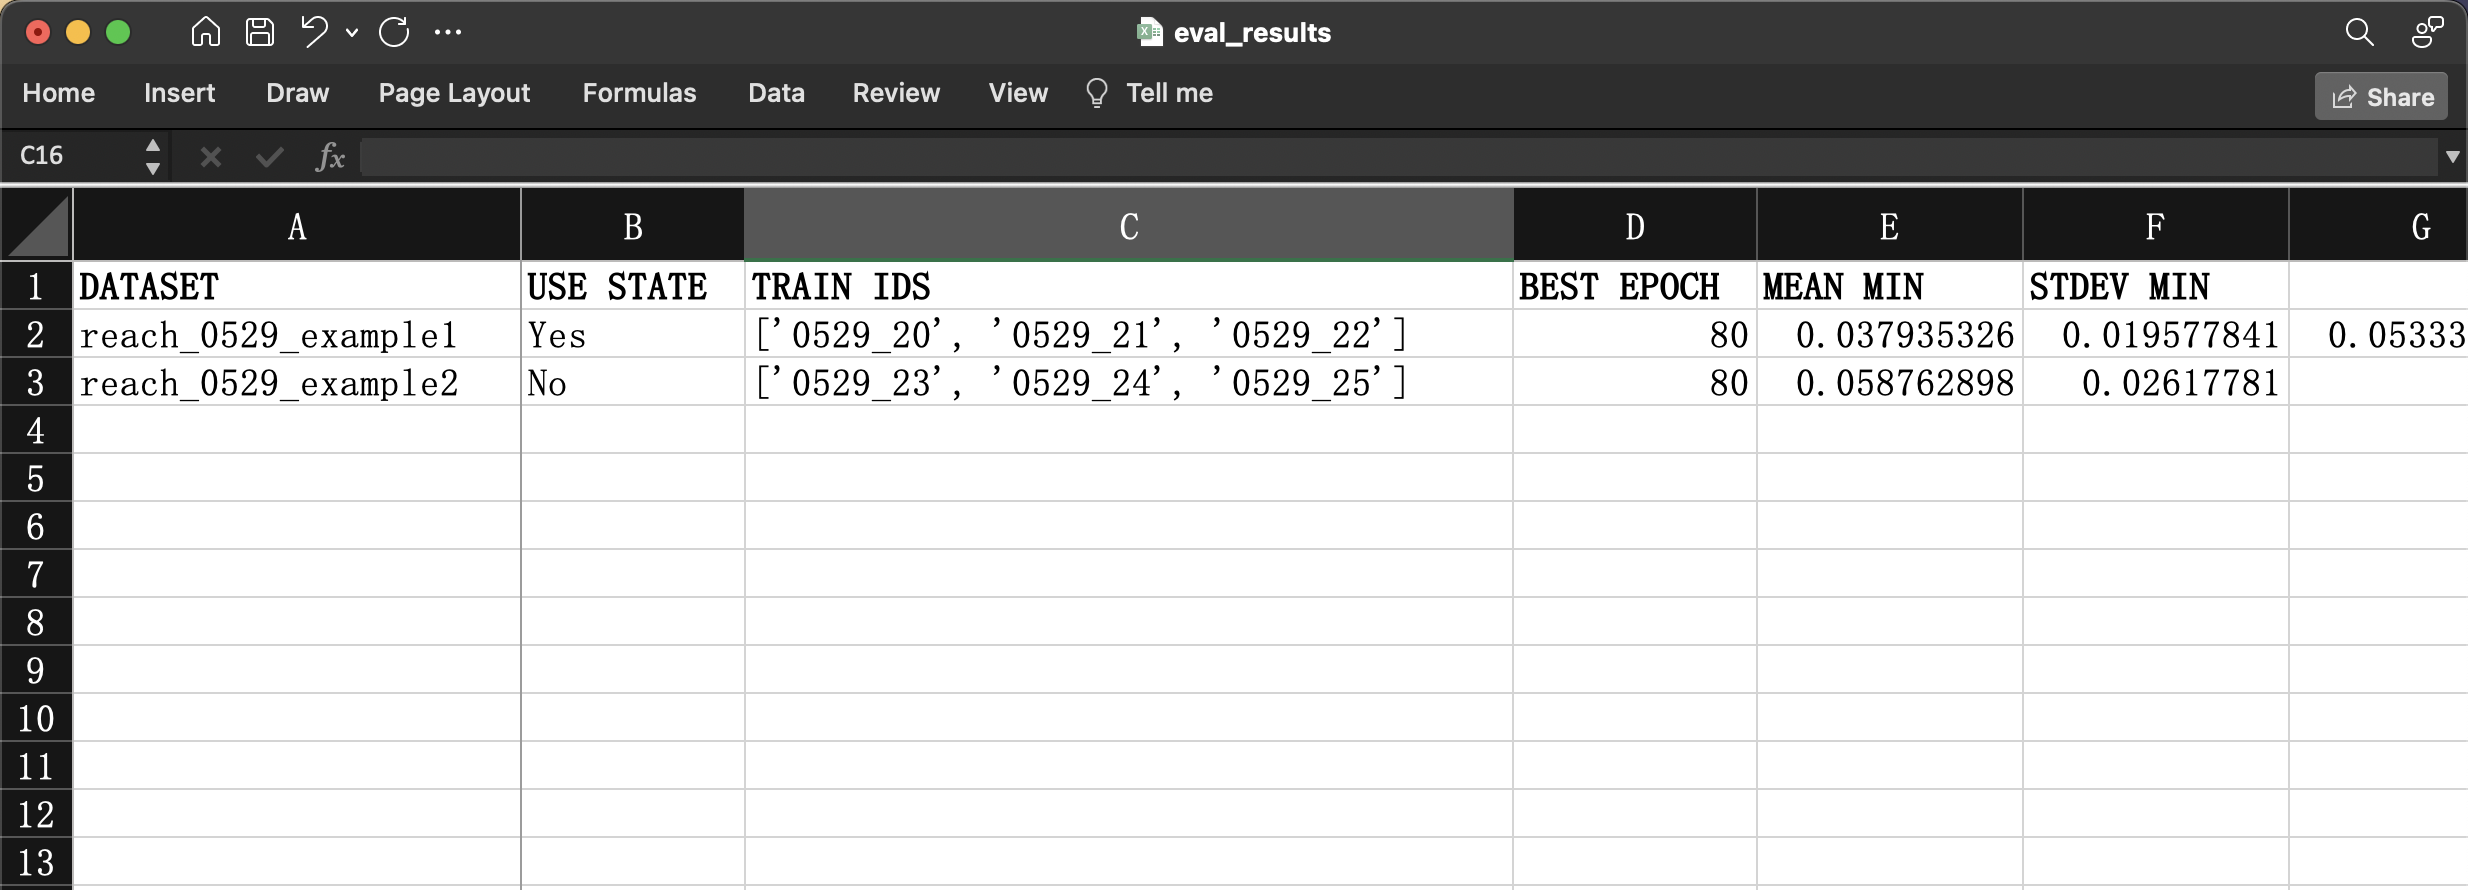 eval_results
Home Insert Draw Page Layout Formulas Data Review View Tell me Share
C16 fx
A B C D E F G
1 DATASET USE STATE TRAIN IDS BEST EPOCH MEAN MIN STDEV MIN
2 reach_0529_example1 Yes ['0529_20', '0529_21', '0529_22'] 80 0.037935326 0.019577841 0.05333
3 reach_0529_example2 No ['0529_23', '0529_24', '0529_25'] 80 0.058762898 0.02617781
4
5
6
7
8
9
10
11
12
13